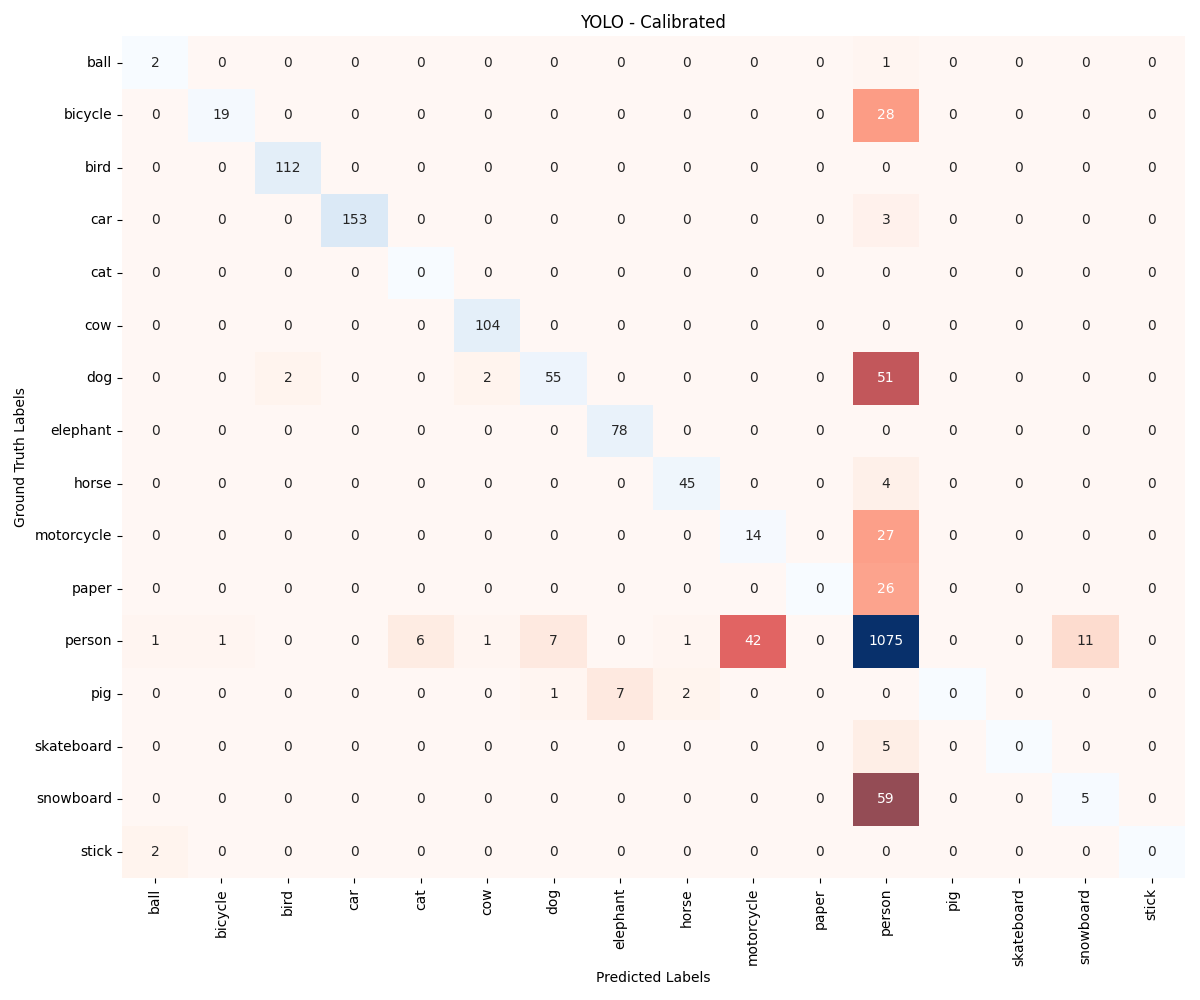 YOLO - Calibrated
Ground Truth Labels
ball 2 0 0 0 0 0 0 0 0 0 0 1 0 0 0 0
bicycle 0 19 0 0 0 0 0 0 0 0 0 28 0 0 0 0
bird 0 0 112 0 0 0 0 0 0 0 0 0 0 0 0 0
car 0 0 0 153 0 0 0 0 0 0 0 3 0 0 0 0
cat 0 0 0 0 0 0 0 0 0 0 0 0 0 0 0 0
cow 0 0 0 0 0 104 0 0 0 0 0 0 0 0 0 0
dog 0 0 2 0 0 2 55 0 0 0 0 51 0 0 0 0
elephant 0 0 0 0 0 0 0 78 0 0 0 0 0 0 0 0
horse 0 0 0 0 0 0 0 0 45 0 0 4 0 0 0 0
motorcycle 0 0 0 0 0 0 0 0 0 14 0 27 0 0 0 0
paper 0 0 0 0 0 0 0 0 0 0 0 26 0 0 0 0
person 1 1 0 0 6 1 7 0 1 42 0 1075 0 0 11 0
pig 0 0 0 0 0 0 1 7 2 0 0 0 0 0 0 0
skateboard 0 0 0 0 0 0 0 0 0 0 0 5 0 0 0 0
snowboard 0 0 0 0 0 0 0 0 0 0 0 59 0 0 5 0
stick 2 0 0 0 0 0 0 0 0 0 0 0 0 0 0 0
ball bicycle bird car cat cow dog elephant horse motorcycle paper person pig skateboard snowboard stick
Predicted Labels